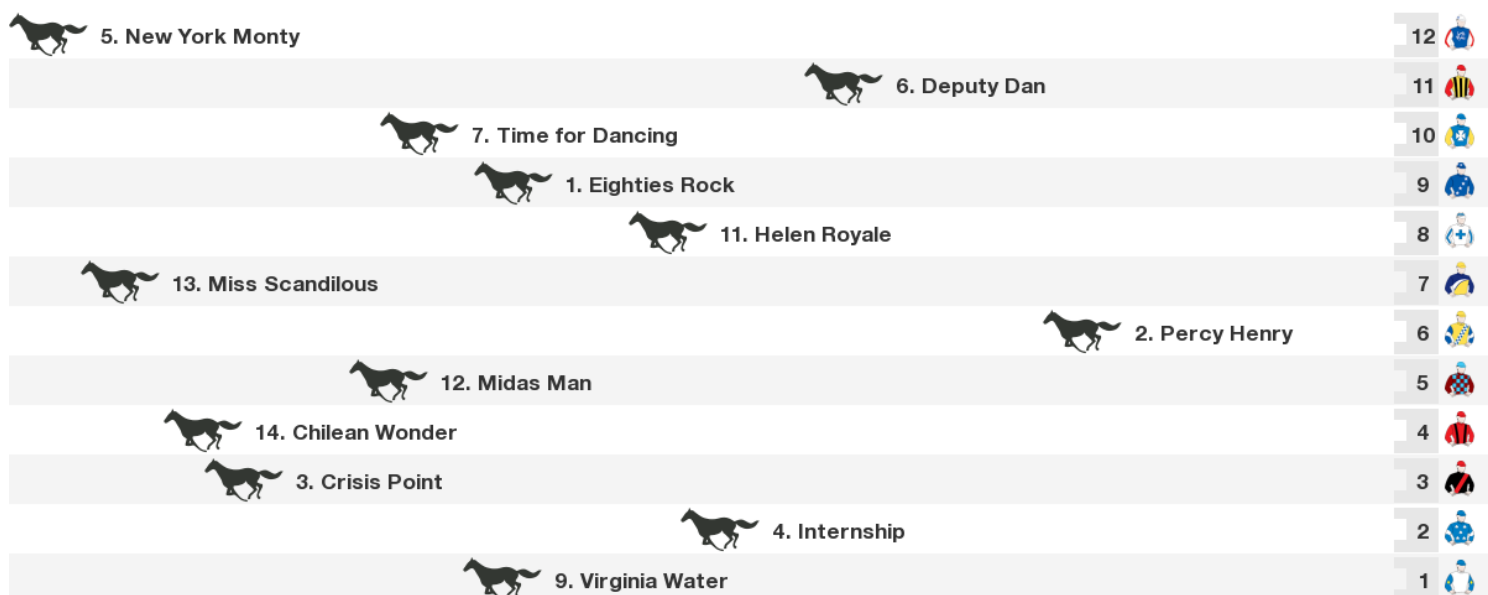 5. New York Monty 12
6. Deputy Dan 11
7. Time for Dancing 10
1. Eighties Rock 9
11. Helen Royale 8
13. Miss Scandilous 7
2. Percy Henry 6
12. Midas Man 5
14. Chilean Wonder 4
3. Crisis Point 3
4. Internship 2
9. Virginia Water 1